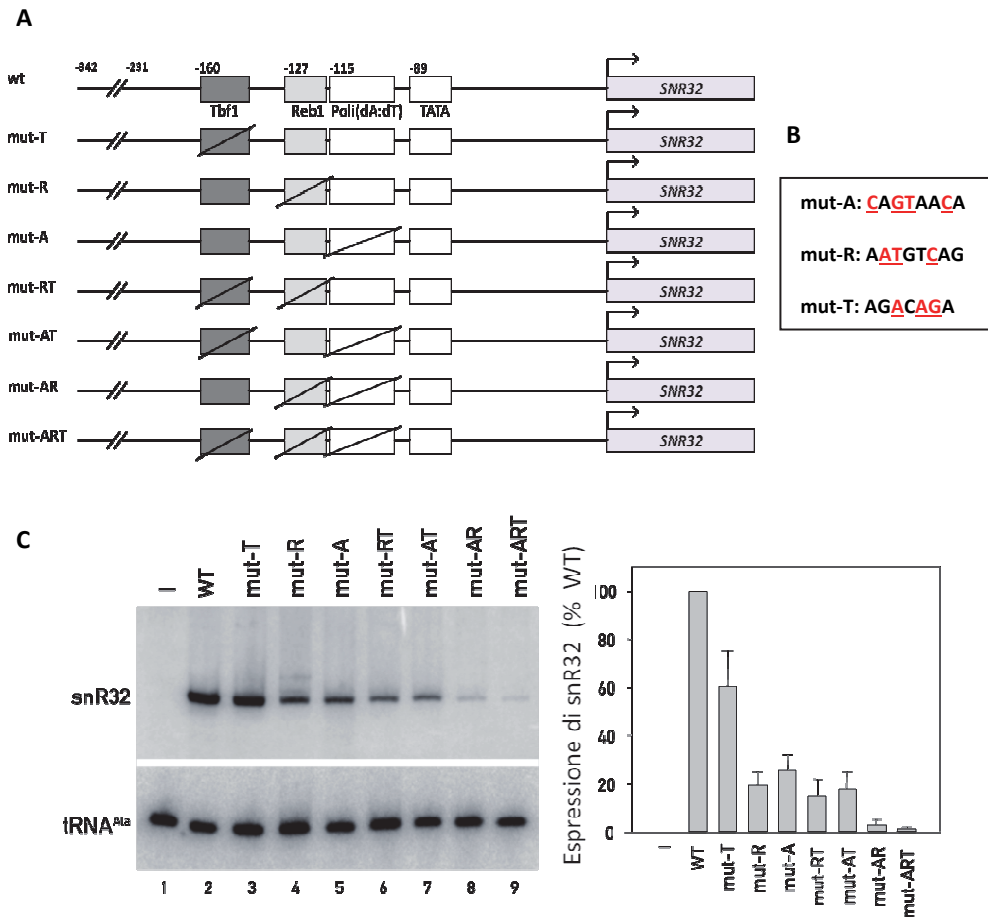 A
-342
-231
-160
-127
-115
-89
wt
SNR32
Tbf1
Reb1
Poli(dA:dT)
TATA
mut-T
SNR32
mut-R
SNR32
mut-A
SNR32
mut-RT
SNR32
mut-AT
SNR32
mut-AR
SNR32
mut-ART
SNR32
B
mut-A: CAGTAACA
mut-R: AATGTCAG
mut-T: AGACAGA
C
–
WT
mut-T
mut-R
mut-A
mut-RT
mut-AT
mut-AR
mut-ART
snR32
tRNAAla
1 2 3 4 5 6 7 8 9
Espressione di snR32 (% WT)
100
80
60
40
20
0
–
WT
mut-T
mut-R
mut-A
mut-RT
mut-AT
mut-AR
mut-ART